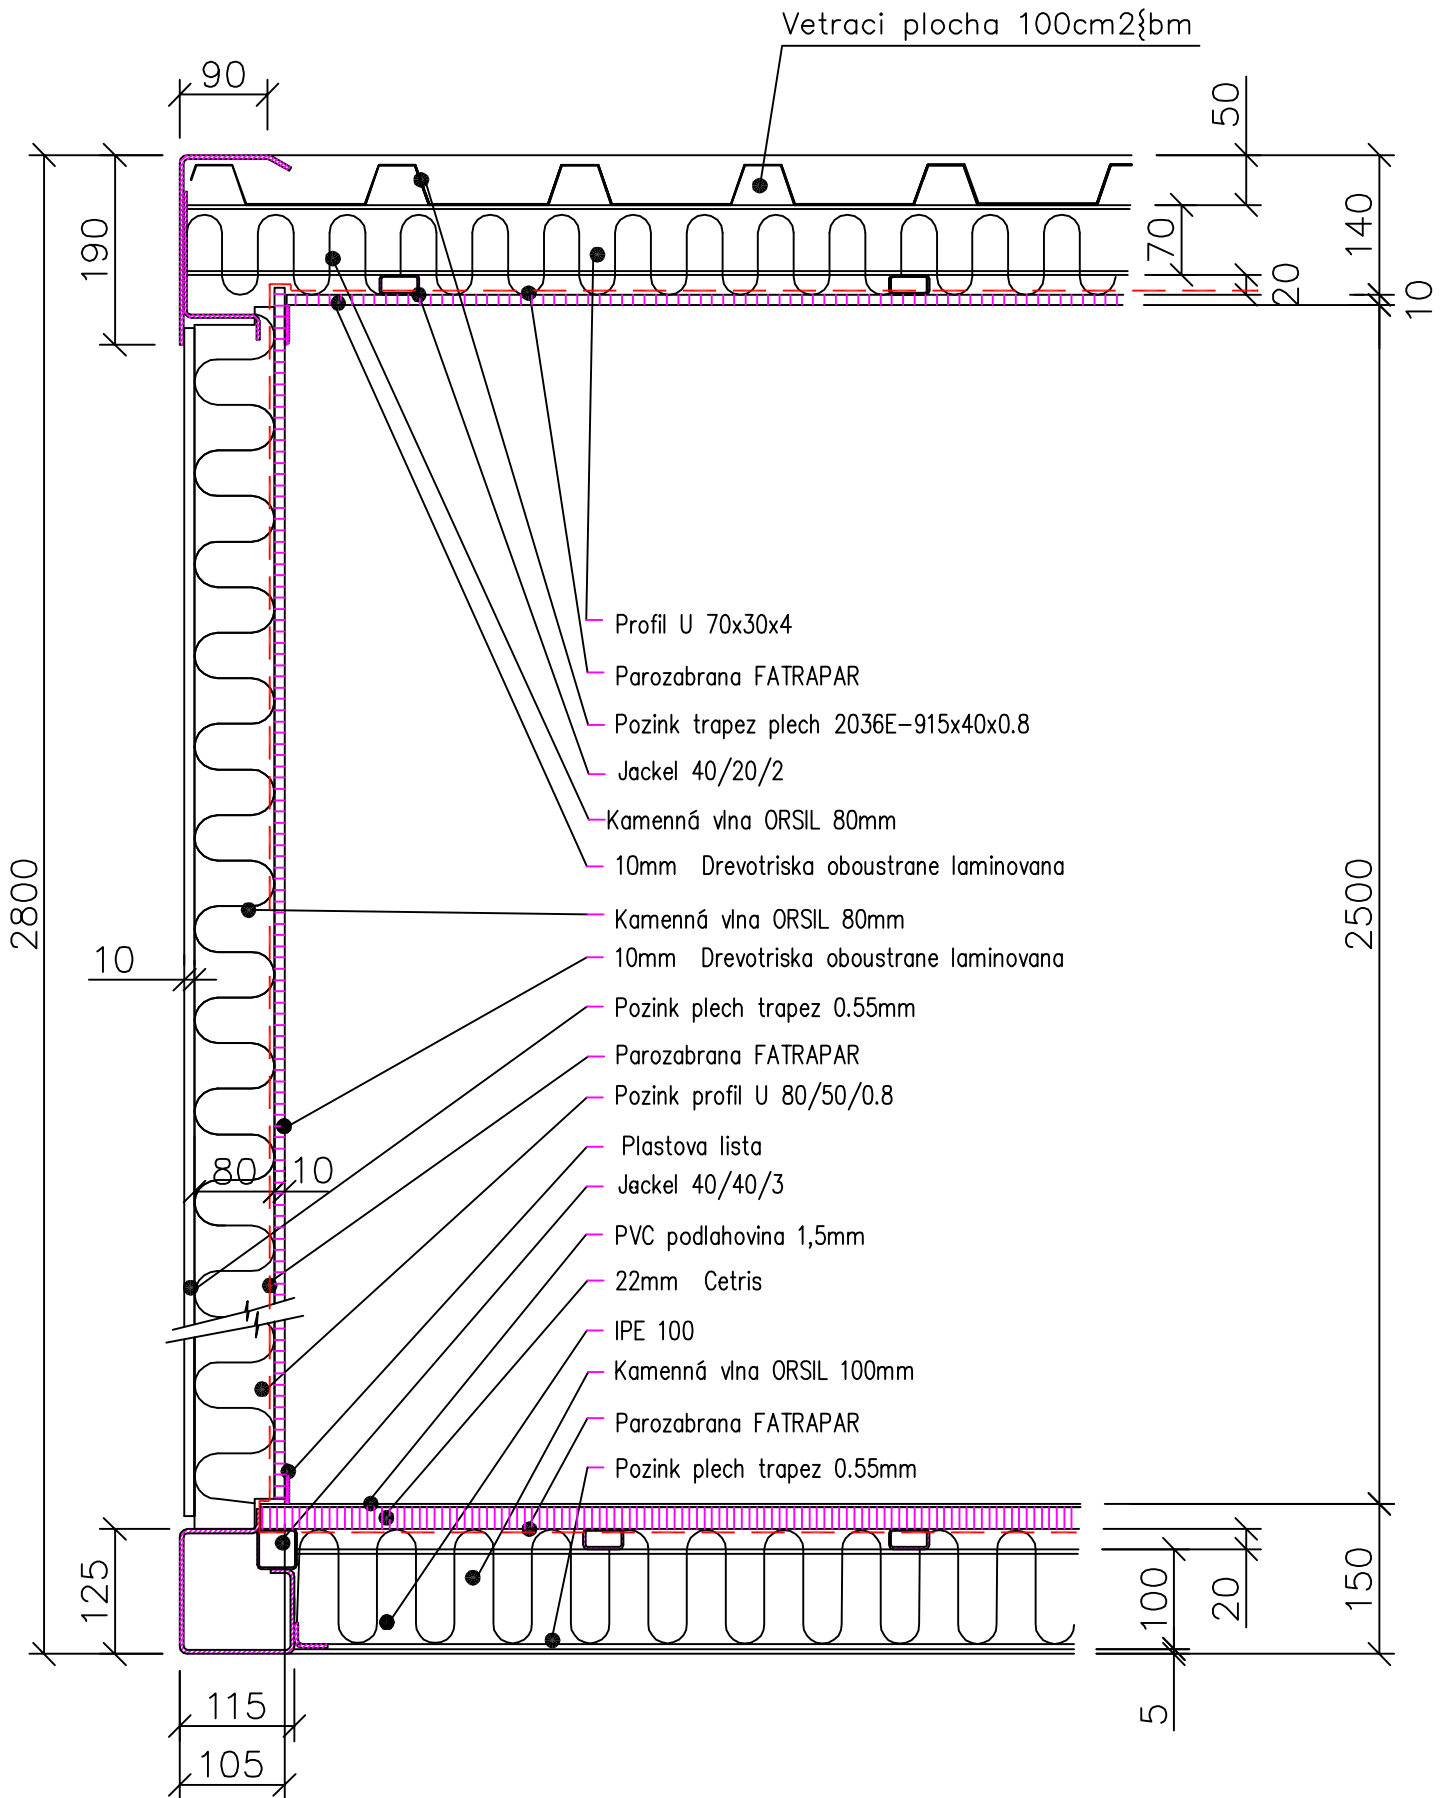 Vetraci plocha 100cm2{bm
90
50
190
70
140
20
10
Profil U 70x30x4
Parozabrana FATRAPAR
Pozink trapez plech 2036E-915x40x0.8
Jackel 40/20/2
Kamenná vlna ORSIL 80mm
10mm Drevotriska oboustrane laminovana
2800
2500
Kamenná vlna ORSIL 80mm
10
10mm Drevotriska oboustrane laminovana
Pozink plech trapez 0.55mm
Parozabrana FATRAPAR
Pozink profil U 80/50/0.8
Plastova lista
80
10
Jackel 40/40/3
PVC podlahovina 1,5mm
22mm Cetris
IPE 100
Kamenná vlna ORSIL 100mm
Parozabrana FATRAPAR
Pozink plech trapez 0.55mm
125
100
20
150
115
5
105